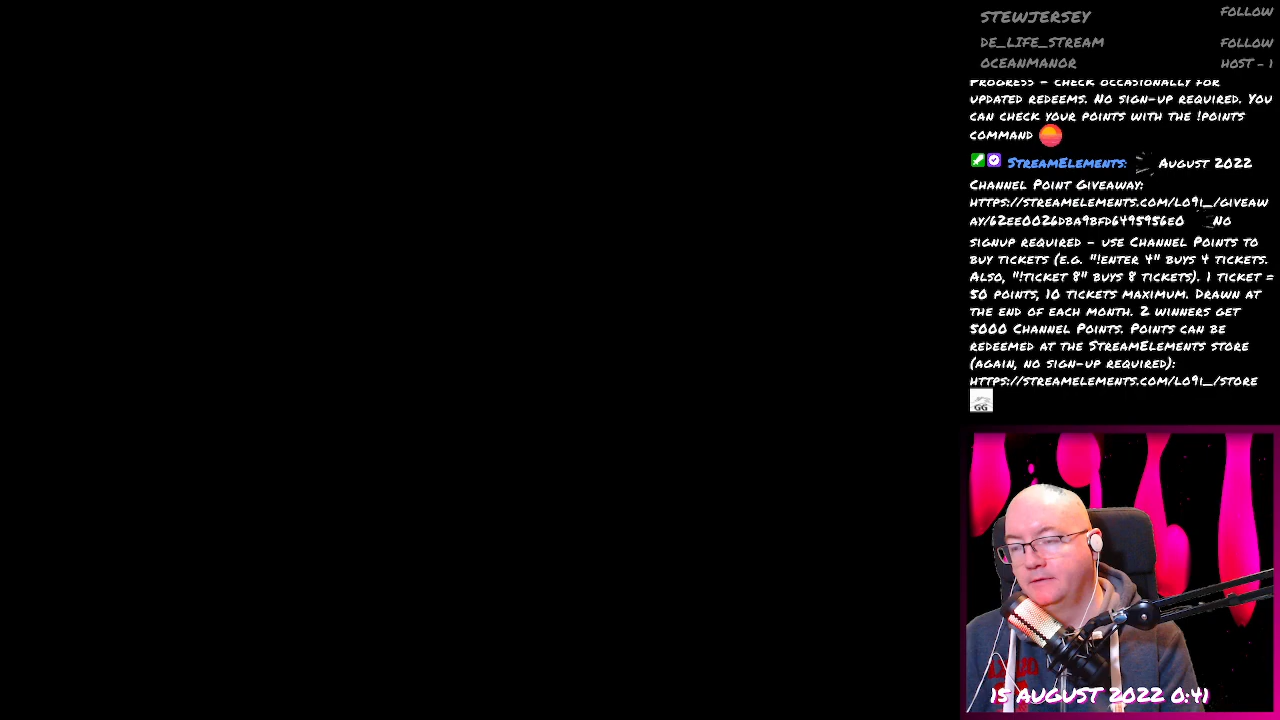 STEWJERSEY FOLLOW
DE_LIFE_STREAM FOLLOW
OCEANMANOR HOST - 1
PROGRESS - CHECK OCCASIONALLY FOR
UPDATED REDEEMS. NO SIGN-UP REQUIRED. YOU
CAN CHECK YOUR POINTS WITH THE !POINTS
COMMAND
STREAMELEMENTS: AUGUST 2022
CHANNEL POINT GIVEAWAY:
HTTPS://STREAMELEMENTS.COM/LO9I_/GIVEAW
AY/62EE0026DBA9BFD6495956E0 NO
SIGNUP REQUIRED - USE CHANNEL POINTS TO
BUY TICKETS (E.G. "!ENTER 4" BUYS 4 TICKETS.
ALSO, "!TICKET 8" BUYS 8 TICKETS). 1 TICKET =
50 POINTS, 10 TICKETS MAXIMUM. DRAWN AT
THE END OF EACH MONTH. 2 WINNERS GET
5000 CHANNEL POINTS. POINTS CAN BE
REDEEMED AT THE STREAMELEMENTS STORE
(AGAIN, NO SIGN-UP REQUIRED):
HTTPS://STREAMELEMENTS.COM/LO9I_/STORE
GG
15 AUGUST 2022 0:41